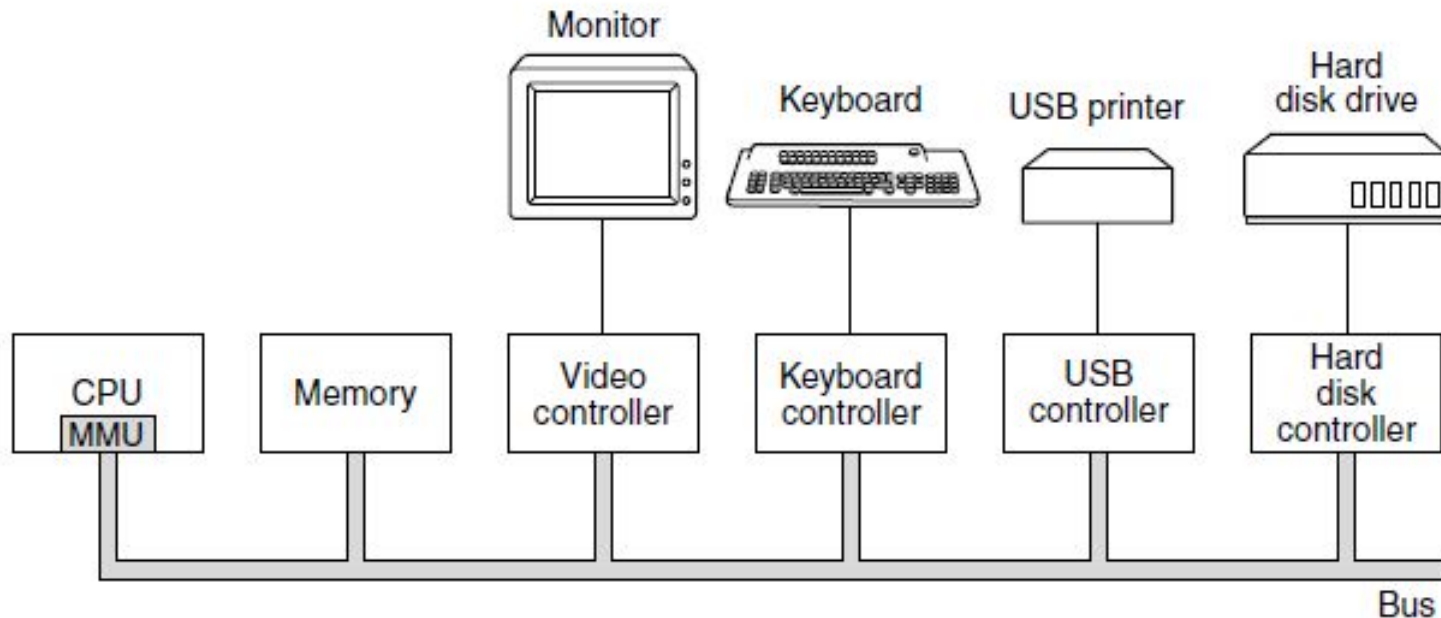 Monitor
Keyboard
USB printer
Hard
disk drive
CPU
MMU
Memory
Video
controller
Keyboard
controller
USB
controller
Hard
disk
controller
Bus